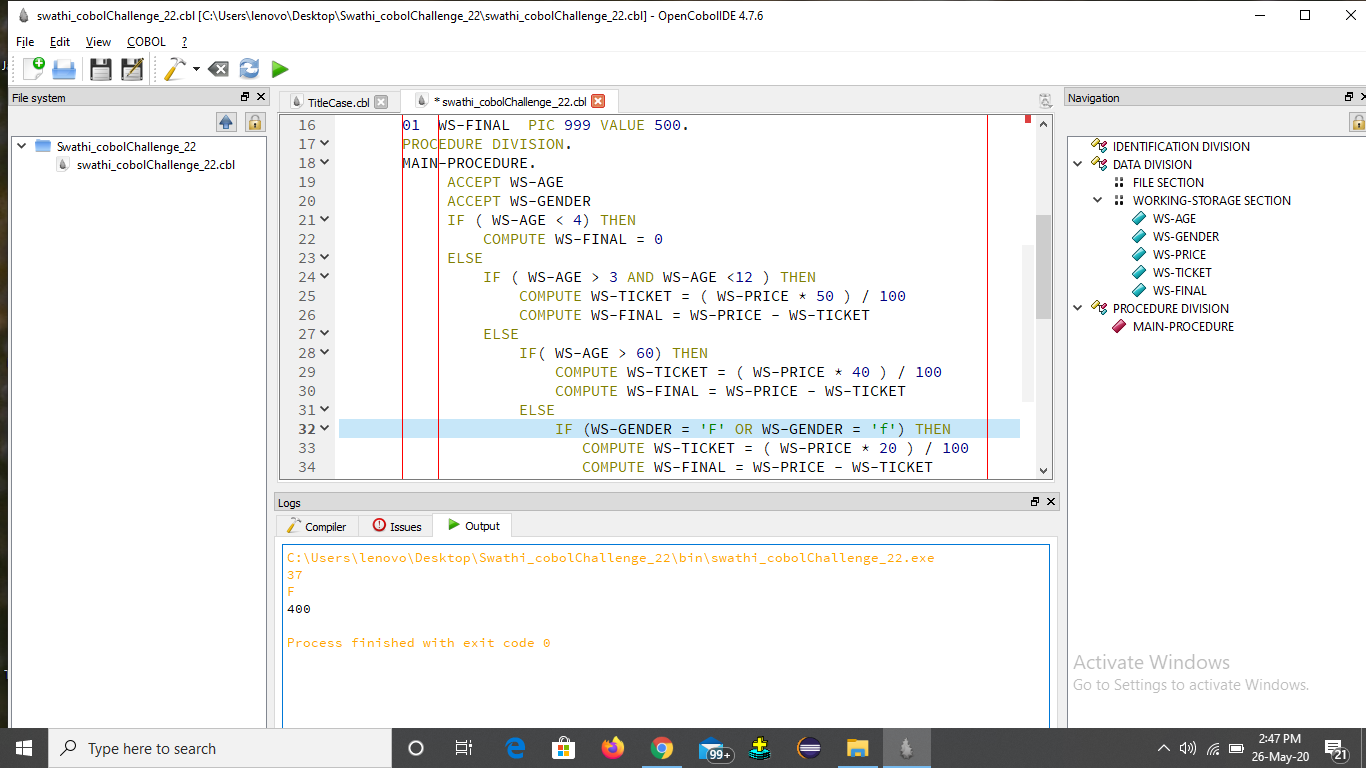 swathi_cobolChallenge_22.cbl [C:\Users\lenovo\Desktop\Swathi_cobolChallenge_22\swathi_cobolChallenge_22.cbl] - OpenCobolIDE 4.7.6
File Edit View COBOL ?
File system
TitleCase.cbl
* swathi_cobolChallenge_22.cbl
Navigation
Swathi_cobolChallenge_22
swathi_cobolChallenge_22.cbl
16 01 WS-FINAL PIC 999 VALUE 500.
17 PROCEDURE DIVISION.
18 MAIN-PROCEDURE.
19 ACCEPT WS-AGE
20 ACCEPT WS-GENDER
21 IF ( WS-AGE < 4) THEN
22 COMPUTE WS-FINAL = 0
23 ELSE
24 IF ( WS-AGE > 3 AND WS-AGE <12 ) THEN
25 COMPUTE WS-TICKET = ( WS-PRICE * 50 ) / 100
26 COMPUTE WS-FINAL = WS-PRICE - WS-TICKET
27 ELSE
28 IF( WS-AGE > 60) THEN
29 COMPUTE WS-TICKET = ( WS-PRICE * 40 ) / 100
30 COMPUTE WS-FINAL = WS-PRICE - WS-TICKET
31 ELSE
32 IF (WS-GENDER = 'F' OR WS-GENDER = 'f') THEN
33 COMPUTE WS-TICKET = ( WS-PRICE * 20 ) / 100
34 COMPUTE WS-FINAL = WS-PRICE - WS-TICKET
IDENTIFICATION DIVISION
DATA DIVISION
FILE SECTION
WORKING-STORAGE SECTION
WS-AGE
WS-GENDER
WS-PRICE
WS-TICKET
WS-FINAL
PROCEDURE DIVISION
MAIN-PROCEDURE
Logs
Compiler Issues Output
C:\Users\lenovo\Desktop\Swathi_cobolChallenge_22\bin\swathi_cobolChallenge_22.exe
37
F
400
Process finished with exit code 0
Activate Windows
Go to Settings to activate Windows.
Type here to search
99+
2:47 PM
26-May-20
21